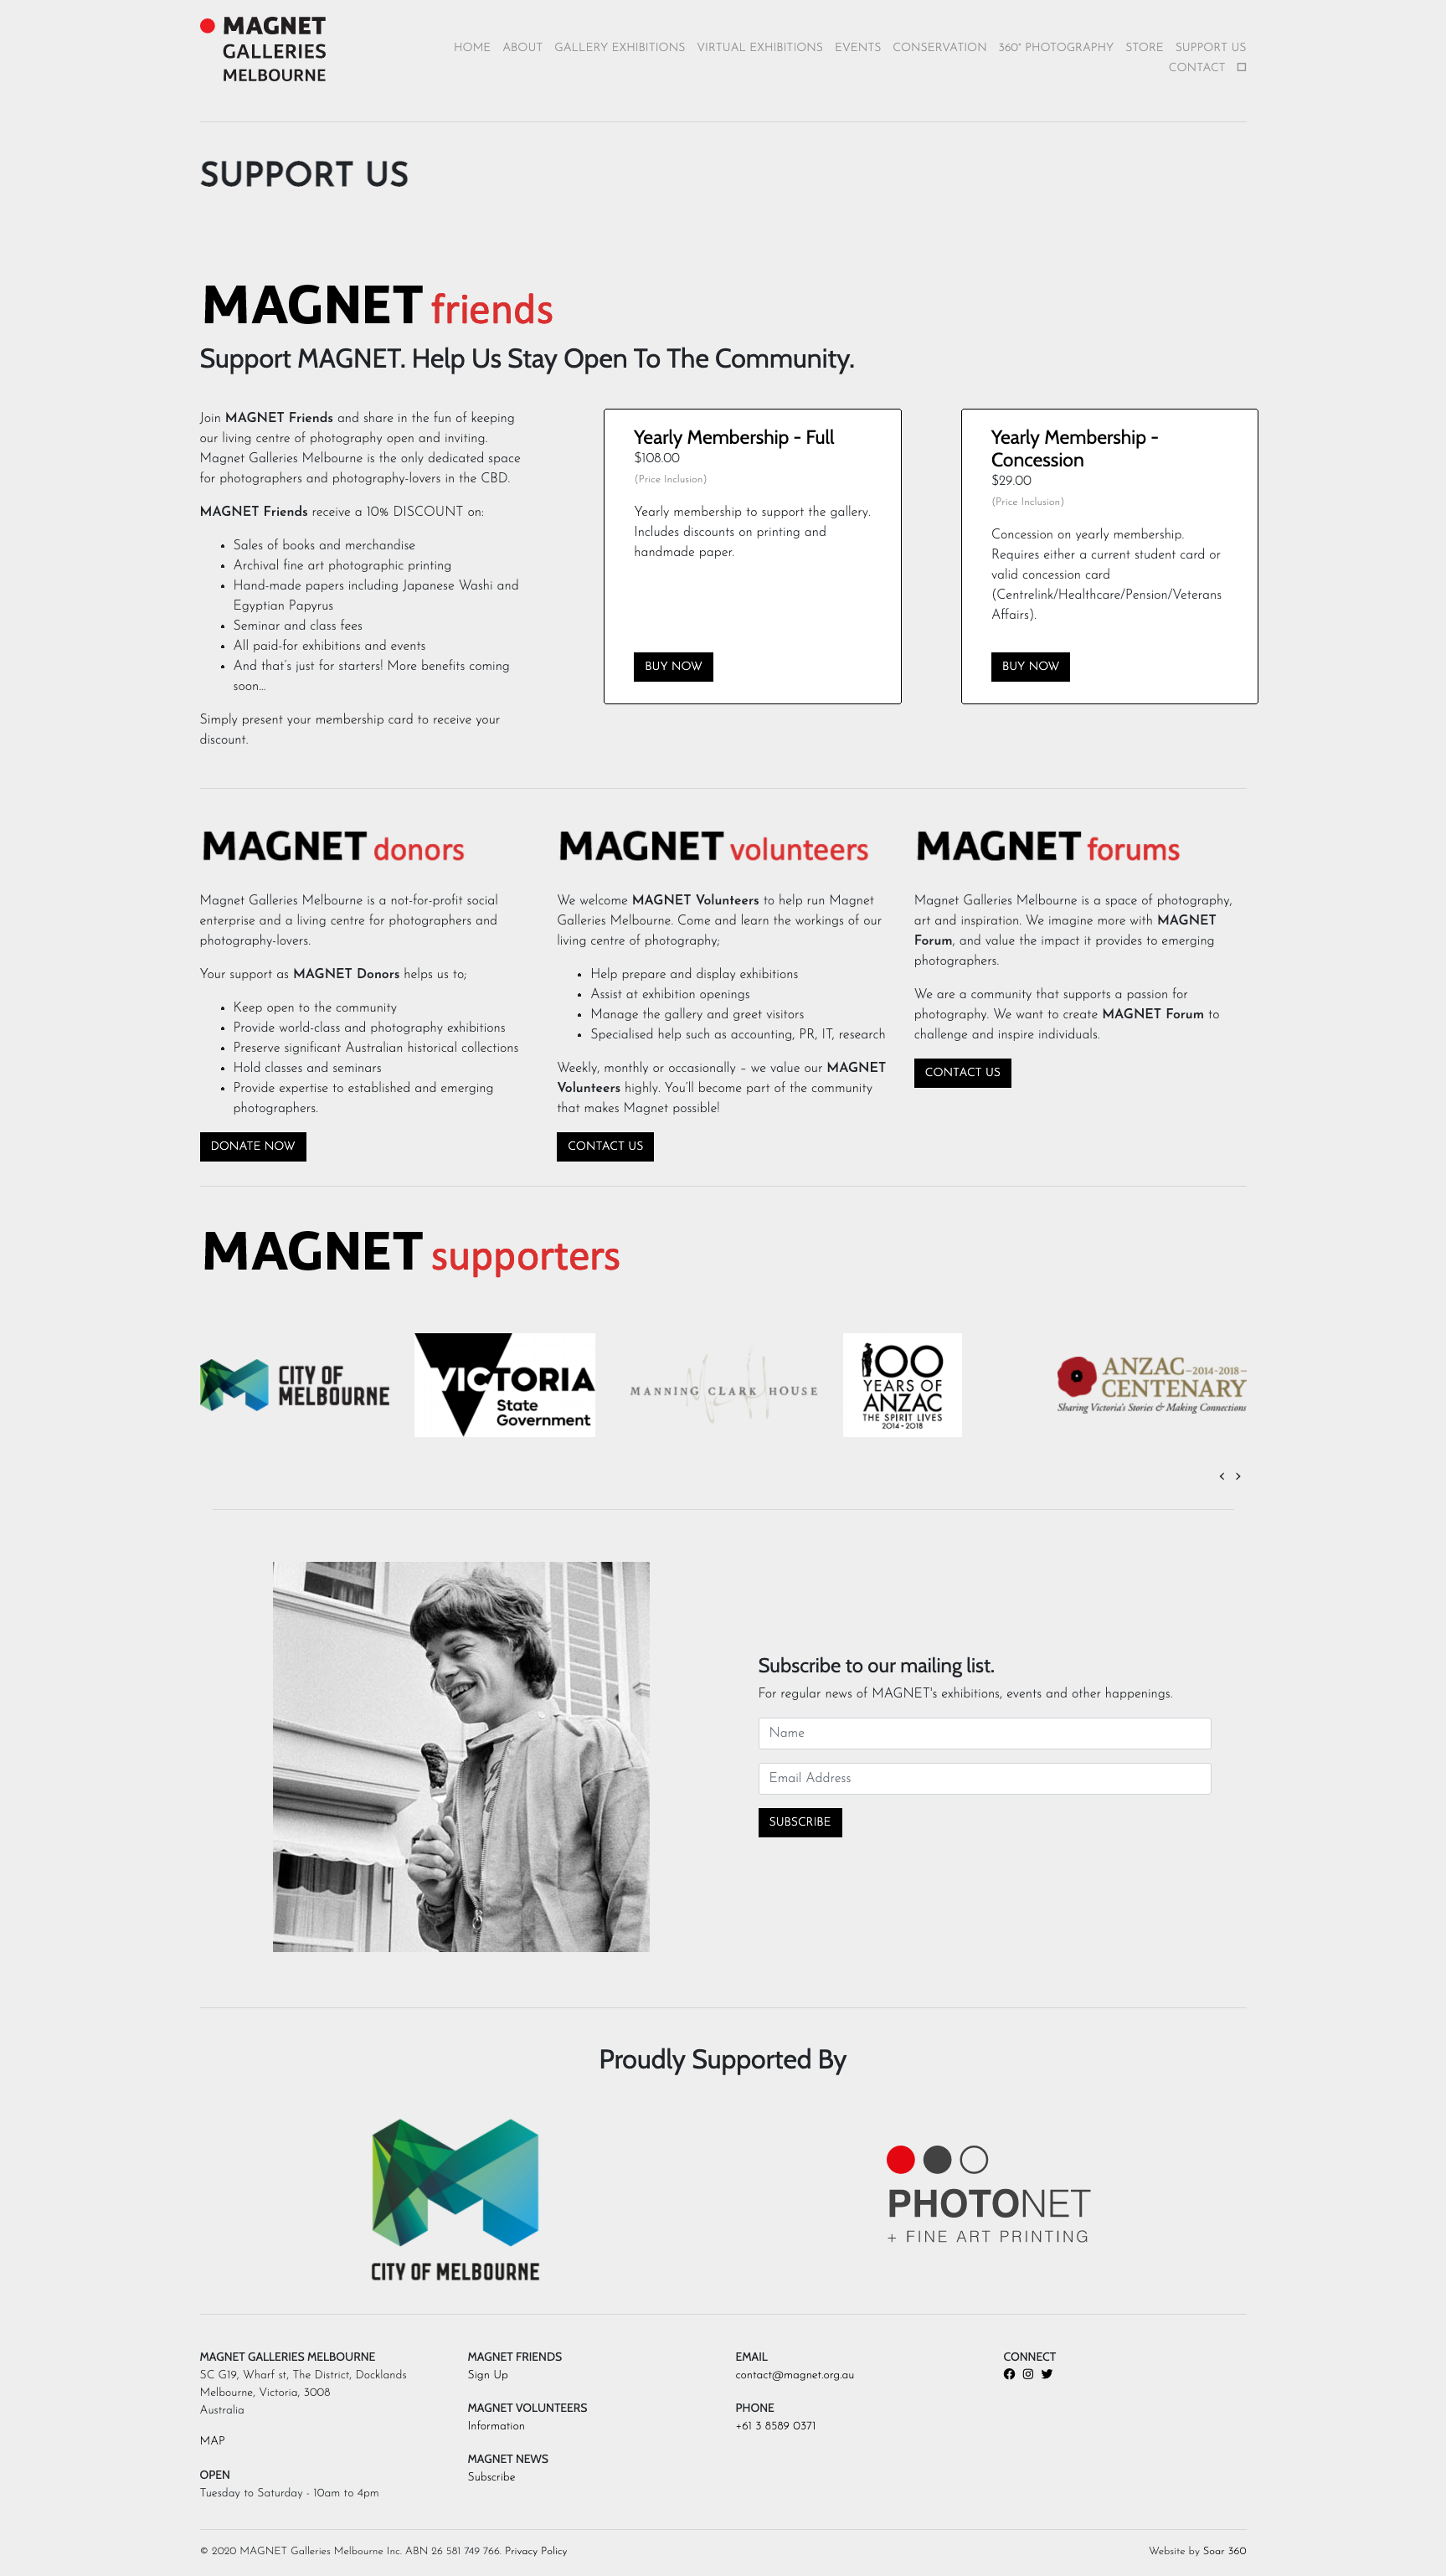 MAGNET
GALLERIES
MELBOURNE
HOME ABOUT GALLERY EXHIBITIONS VIRTUAL EXHIBITIONS EVENTS CONSERVATION 360° PHOTOGRAPHY STORE SUPPORT US
CONTACT
SUPPORT US
MAGNET friends
Support MAGNET. Help Us Stay Open To The Community.
Join MAGNET Friends and share in the fun of keeping
our living centre of photography open and inviting.
Magnet Galleries Melbourne is the only dedicated space
for photographers and photography-lovers in the CBD.
MAGNET Friends receive a 10% DISCOUNT on:
• Sales of books and merchandise
• Archival fine art photographic printing
• Hand-made papers including Japanese Washi and
Egyptian Papyrus
• Seminar and class fees
• All paid-for exhibitions and events
• And that's just for starters! More benefits coming
soon...
Simply present your membership card to receive your
discount.
Yearly Membership - Full
$108.00
(Price Inclusion)
Yearly membership to support the gallery.
Includes discounts on printing and
handmade paper.
BUY NOW
Yearly Membership -
Concession
$29.00
(Price Inclusion)
Concession on yearly membership.
Requires either a current student card or
valid concession card
(Centrelink/Healthcare/Pension/Veterans
Affairs).
BUY NOW
MAGNET donors
Magnet Galleries Melbourne is a not-for-profit social
enterprise and a living centre for photographers and
photography-lovers.
Your support as MAGNET Donors helps us to;
• Keep open to the community
• Provide world-class and photography exhibitions
• Preserve significant Australian historical collections
• Hold classes and seminars
• Provide expertise to established and emerging
photographers.
DONATE NOW
MAGNET volunteers
We welcome MAGNET Volunteers to help run Magnet
Galleries Melbourne. Come and learn the workings of our
living centre of photography;
• Help prepare and display exhibitions
• Assist at exhibition openings
• Manage the gallery and greet visitors
• Specialised help such as accounting, PR, IT, research
Weekly, monthly or occasionally – we value our MAGNET
Volunteers highly. You'll become part of the community
that makes Magnet possible!
CONTACT US
MAGNET forums
Magnet Galleries Melbourne is a space of photography,
art and inspiration. We imagine more with MAGNET
Forum, and value the impact it provides to emerging
photographers.
We are a community that supports a passion for
photography. We want to create MAGNET Forum to
challenge and inspire individuals.
CONTACT US
MAGNET supporters
CITY OF
MELBOURNE
VICTORIA
State
Government
MANNING CLARK HOUSE
100
YEARS OF
ANZAC
THE SPIRIT LIVES
2014 - 2018
ANZAC –2014-2018–
CENTENARY
Sharing Victoria's Stories & Making Connections
Subscribe to our mailing list.
For regular news of MAGNET's exhibitions, events and other happenings.
Name
Email Address
SUBSCRIBE
Proudly Supported By
CITY OF MELBOURNE
PHOTONET
+ FINE ART PRINTING
MAGNET GALLERIES MELBOURNE
SC G19, Wharf st, The District, Docklands
Melbourne, Victoria, 3008
Australia
MAP
OPEN
Tuesday to Saturday - 10am to 4pm
MAGNET FRIENDS
Sign Up
MAGNET VOLUNTEERS
Information
MAGNET NEWS
Subscribe
EMAIL
contact@magnet.org.au
PHONE
+61 3 8589 0371
CONNECT
© 2020 MAGNET Galleries Melbourne Inc. ABN 26 581 749 766. Privacy Policy
Website by Soar 360